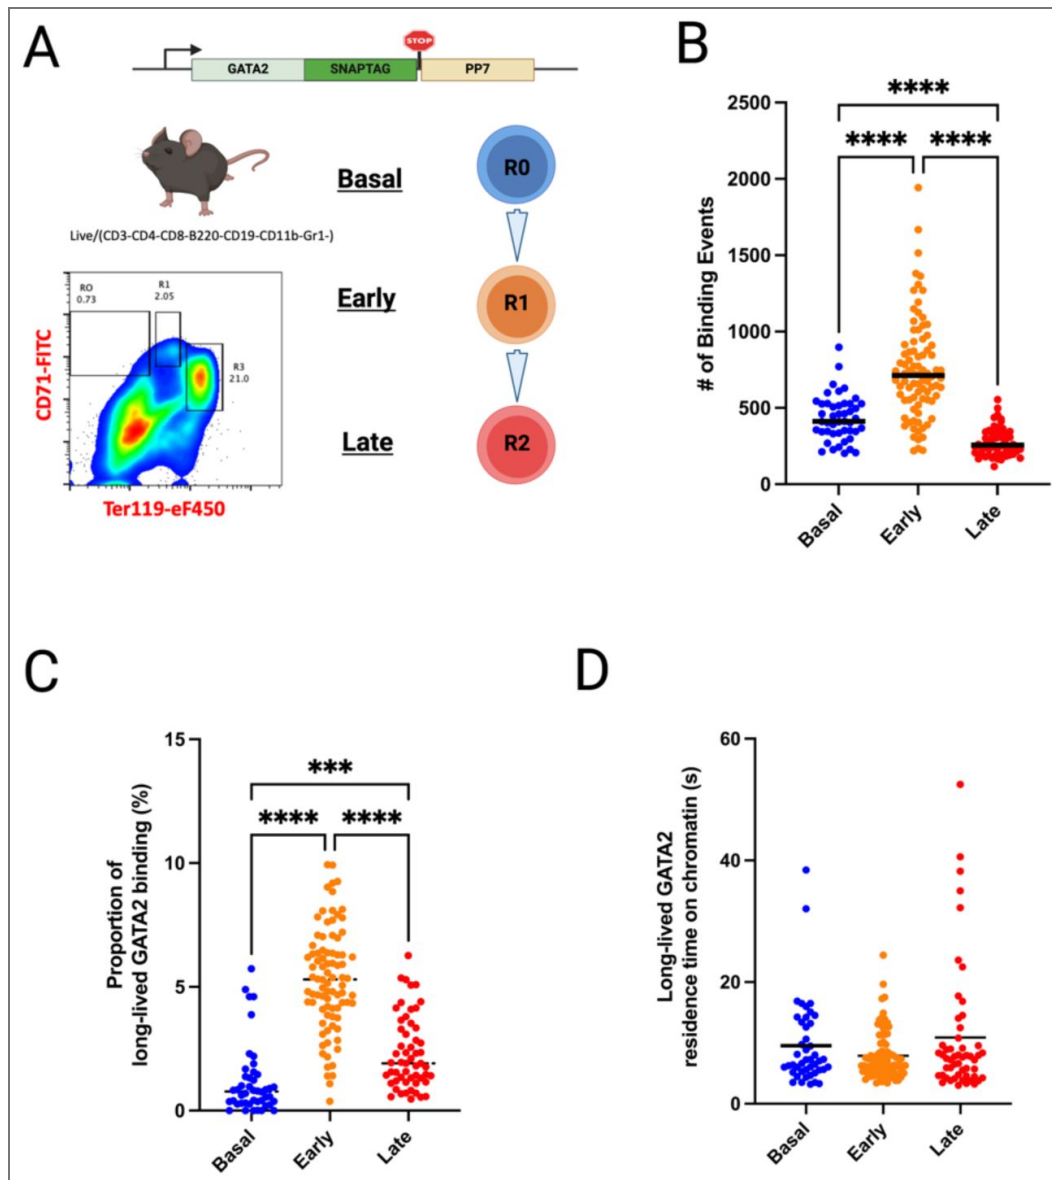 A
STOP
GATA2 SNAPTAG PP7
Live/(CD3-CD4-CD8-B220-CD19-CD11b-Gr1-)
Basal
R0
Early
R1
Late
R2
RO
0.73
R1
2.05
R3
21.0
CD71-FITC
Ter119-eF450
B
****
**** ****
# of Binding Events
2500
2000
1500
1000
500
0
Basal Early Late
C
***
**** ****
Proportion of
long-lived GATA2 binding (%)
15
10
5
0
Basal Early Late
D
Long-lived GATA2
residence time on chromatin (s)
60
40
20
0
Basal Early Late